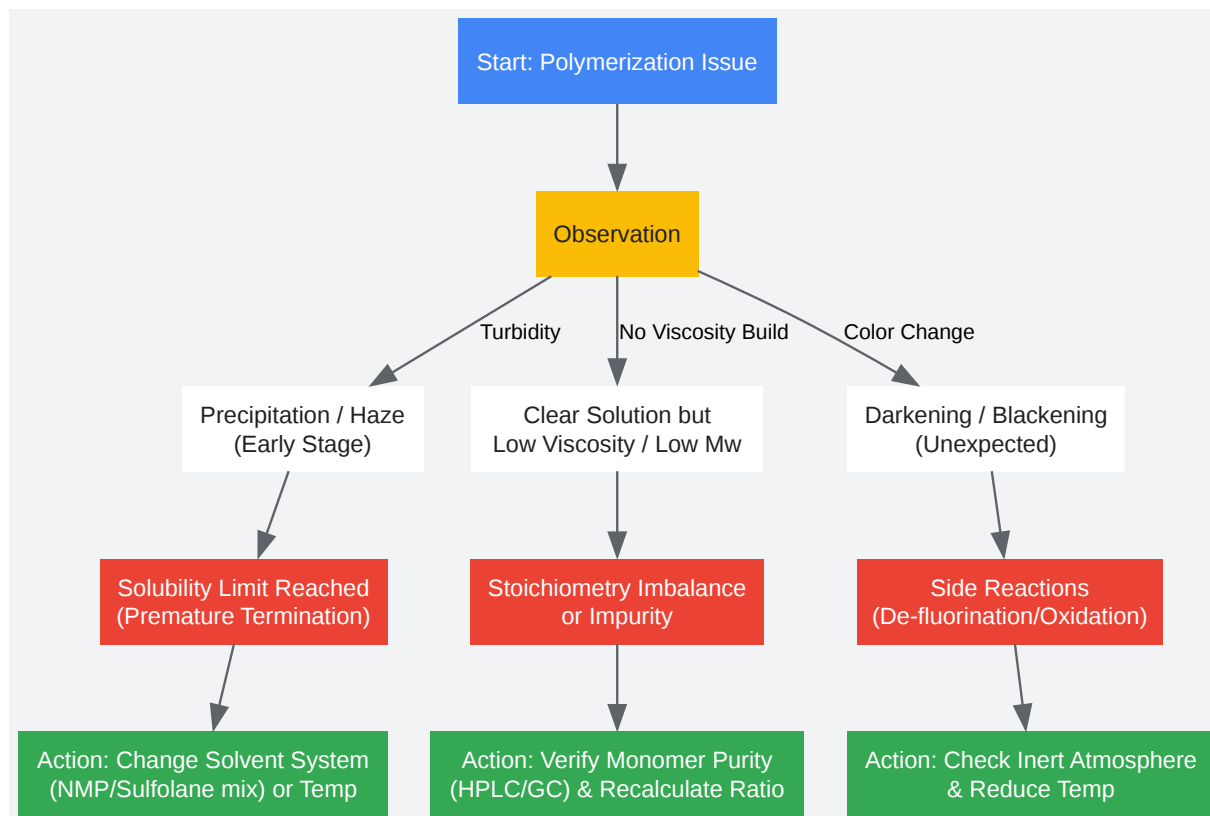 Start: Polymerization Issue
Observation
Turbidity
No Viscosity Build
Color Change
Precipitation / Haze
(Early Stage)
Clear Solution but
Low Viscosity / Low Mw
Darkening / Blackening
(Unexpected)
Solubility Limit Reached
(Premature Termination)
Stoichiometry Imbalance
or Impurity
Side Reactions
(De-fluorination/Oxidation)
Action: Change Solvent System
(NMP/Sulfolane mix) or Temp
Action: Verify Monomer Purity
(HPLC/GC) & Recalculate Ratio
Action: Check Inert Atmosphere
& Reduce Temp